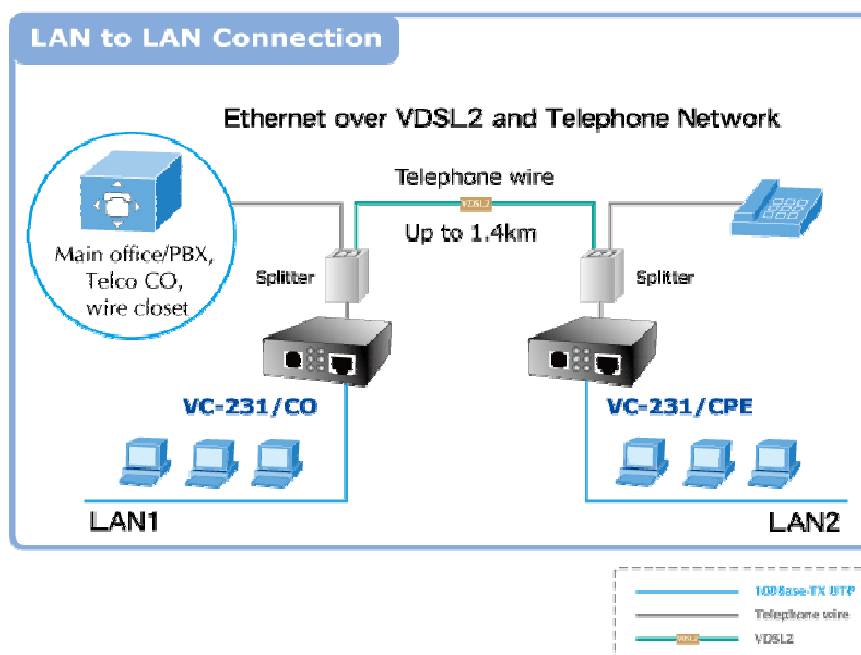 LAN to LAN Connection
Ethernet over VDSL2 and Telephone Network
Telephone wire
VDSL2
Up to 1.4km
Main office/PBX,
Telco CO,
wire closet
Splitter
Splitter
VC-231/CO
VC-231/CPE
LAN1
LAN2
100Base-TX UTP
Telephone wire
VDSL2
VDSL2